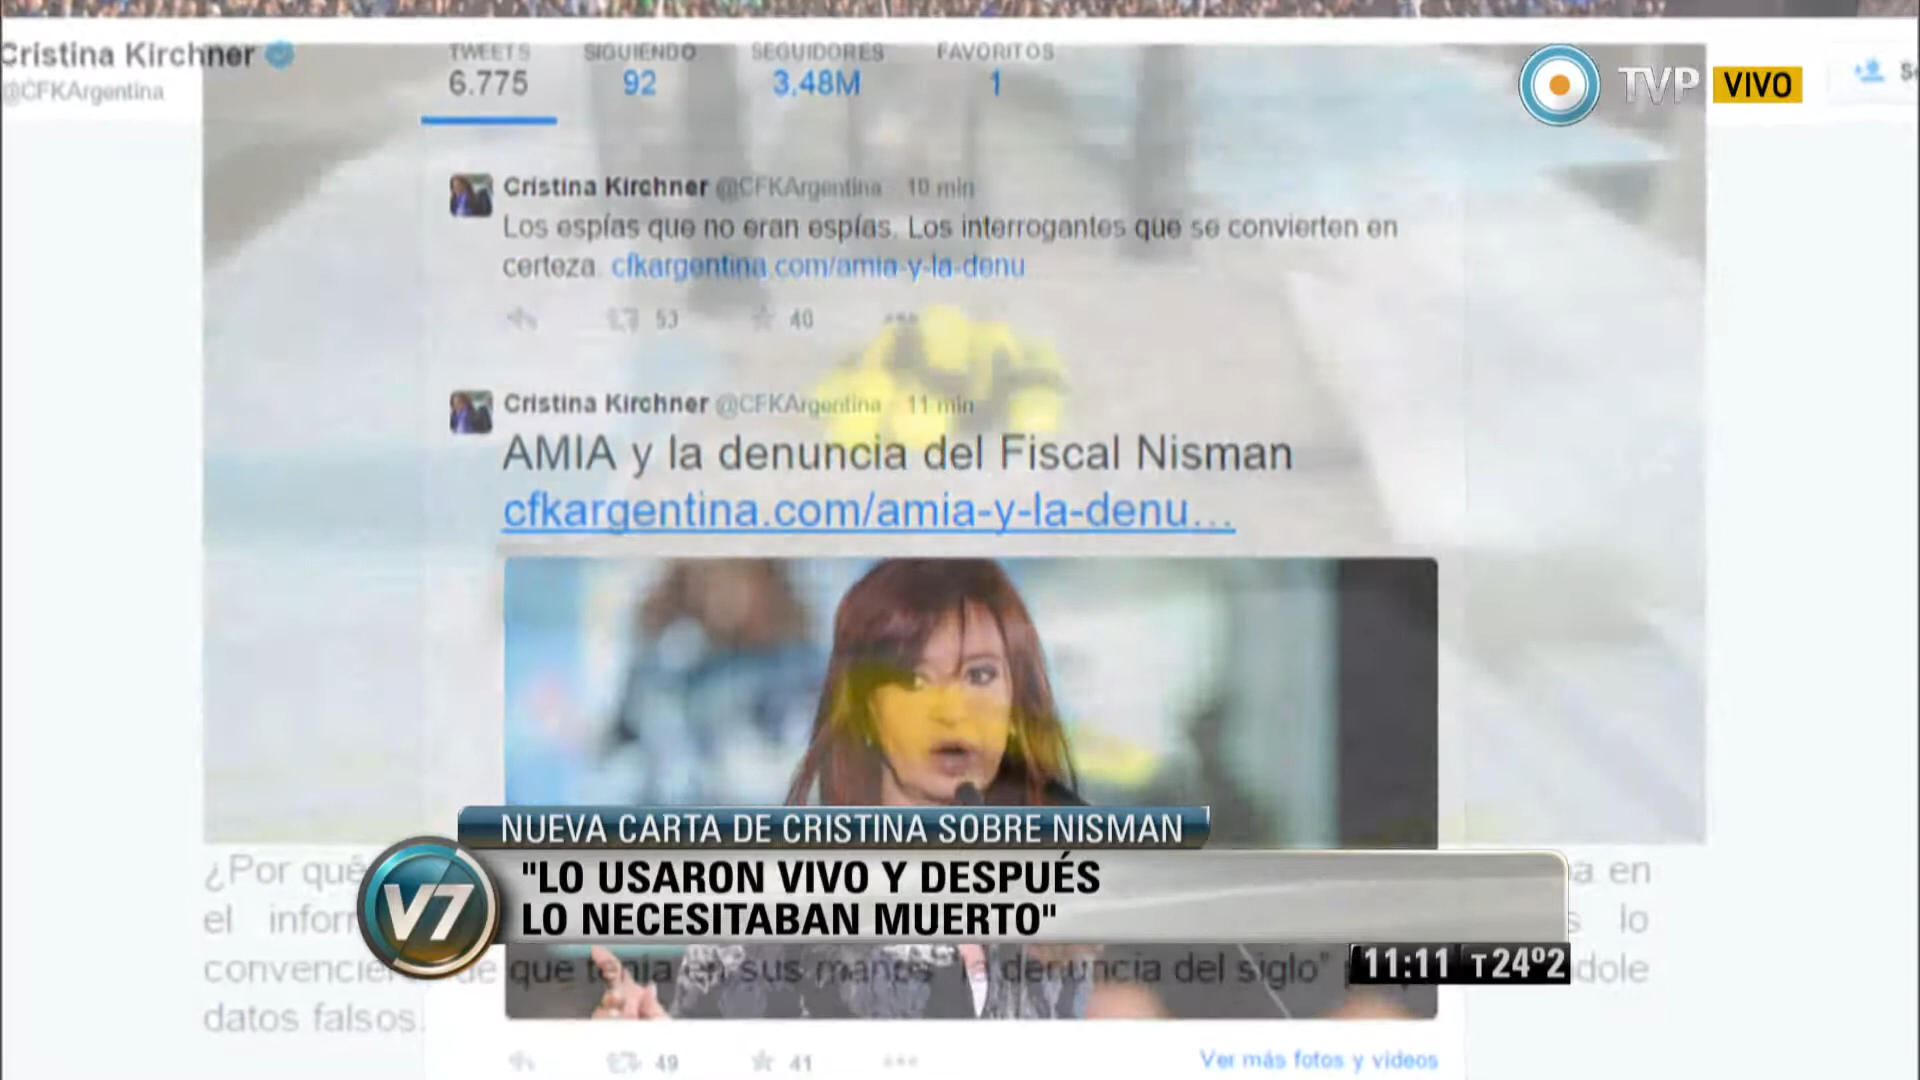 Cristina Kirchner
@CFKArgentina
TWEETS SIGUIENDO SEGUIDORES FAVORITOS
6.775 92 3,48M 1
TVP VIVO
Cristina Kirchner @CFKArgentina 10 min
Los espías que no eran espías. Los interrogantes que se convierten en
certeza. cfkargentina.com/amia-y-la-denu
53 40
Cristina Kirchner @CFKArgentina 11 min
AMIA y la denuncia del Fiscal Nisman
cfkargentina.com/amia-y-la-denu...
NUEVA CARTA DE CRISTINA SOBRE NISMAN
V7
"LO USARON VIVO Y DESPUÉS
LO NECESITABAN MUERTO"
11:11 T24º2
¿Por qué en
el lo
de que tenía en sus manos "la denuncia del siglo"
datos falsos.
49 41
Ver más fotos y videos